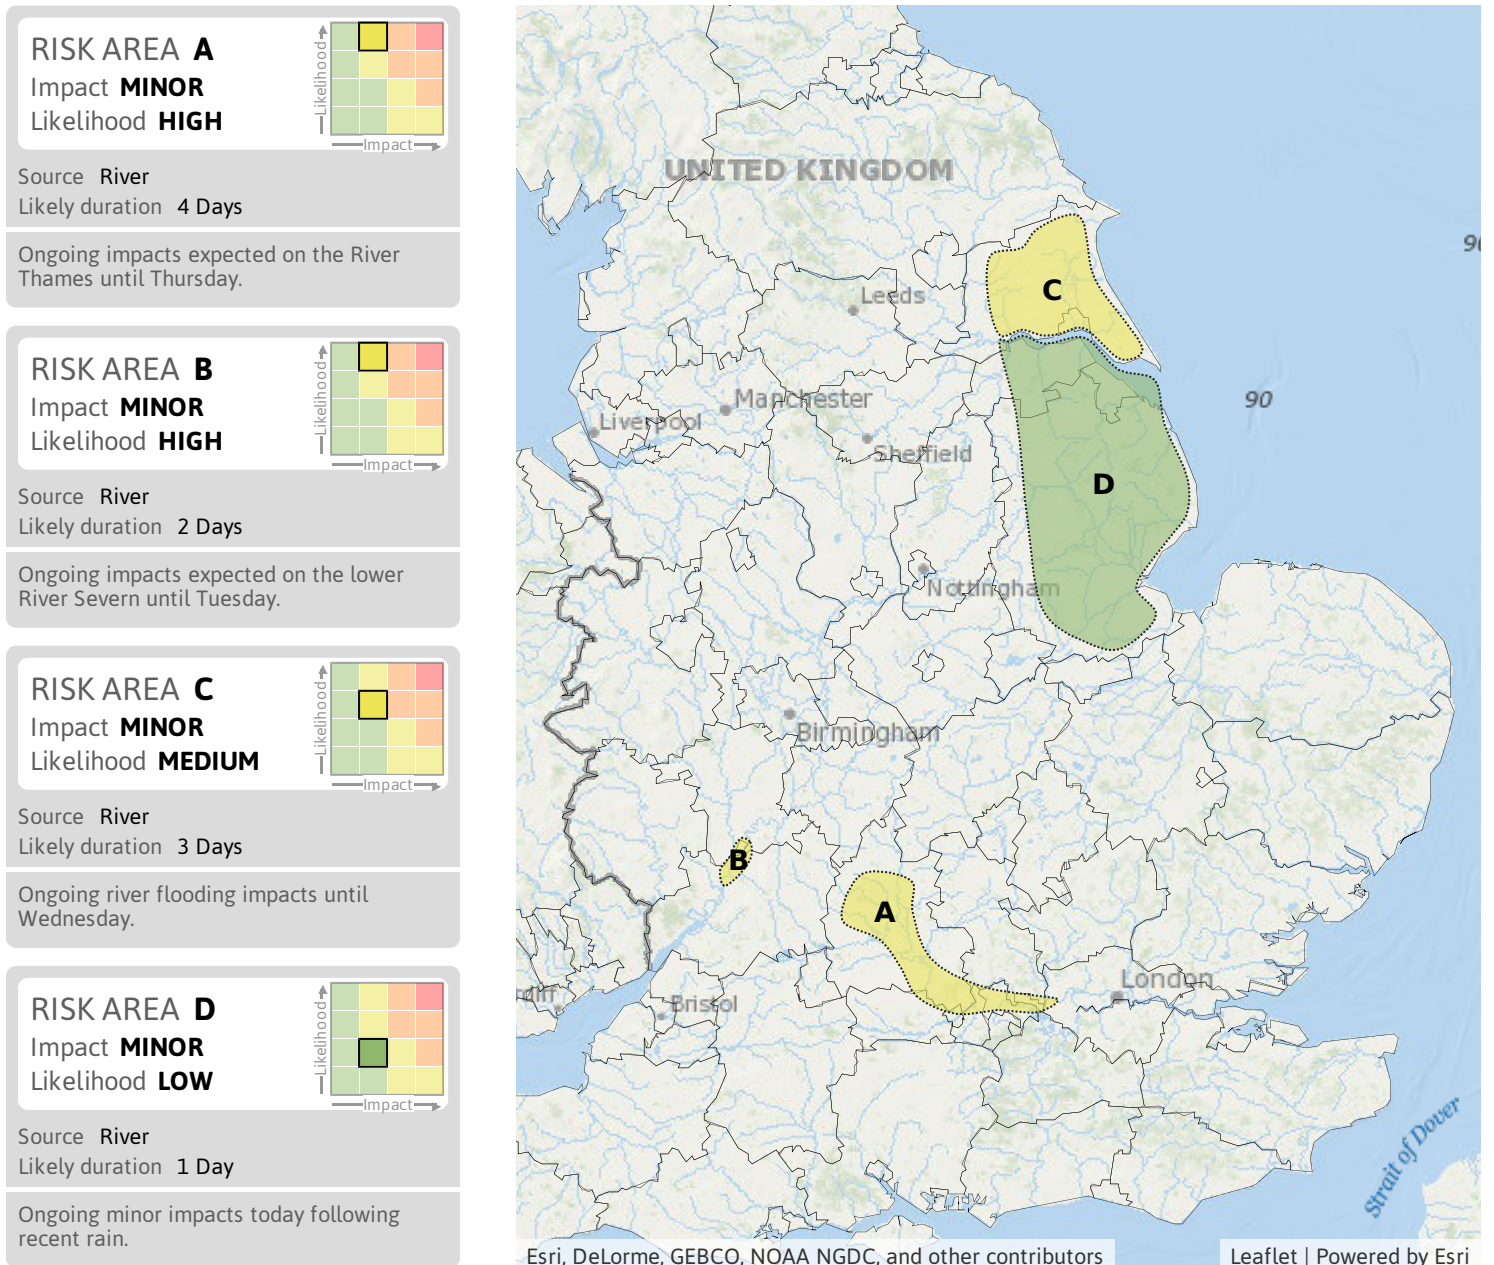 RISK AREA A
Impact MINOR
Likelihood HIGH
Likelihood
Impact
Source River
Likely duration 4 Days
Ongoing impacts expected on the River
Thames until Thursday.
RISK AREA B
Impact MINOR
Likelihood HIGH
Likelihood
Impact
Source River
Likely duration 2 Days
Ongoing impacts expected on the lower
River Severn until Tuesday.
RISK AREA C
Impact MINOR
Likelihood MEDIUM
Likelihood
Impact
Source River
Likely duration 3 Days
Ongoing river flooding impacts until
Wednesday.
RISK AREA D
Impact MINOR
Likelihood LOW
Likelihood
Impact
Source River
Likely duration 1 Day
Ongoing minor impacts today following
recent rain.
UNITED KINGDOM
C
Leeds
90
Manchester
Liverpool
Sheffield
D
Nottingham
Birmingham
B
A
London
Bristol
Strait of Dover
Esri, DeLorme, GEBCO, NOAA NGDC, and other contributors
Leaflet | Powered by Esri